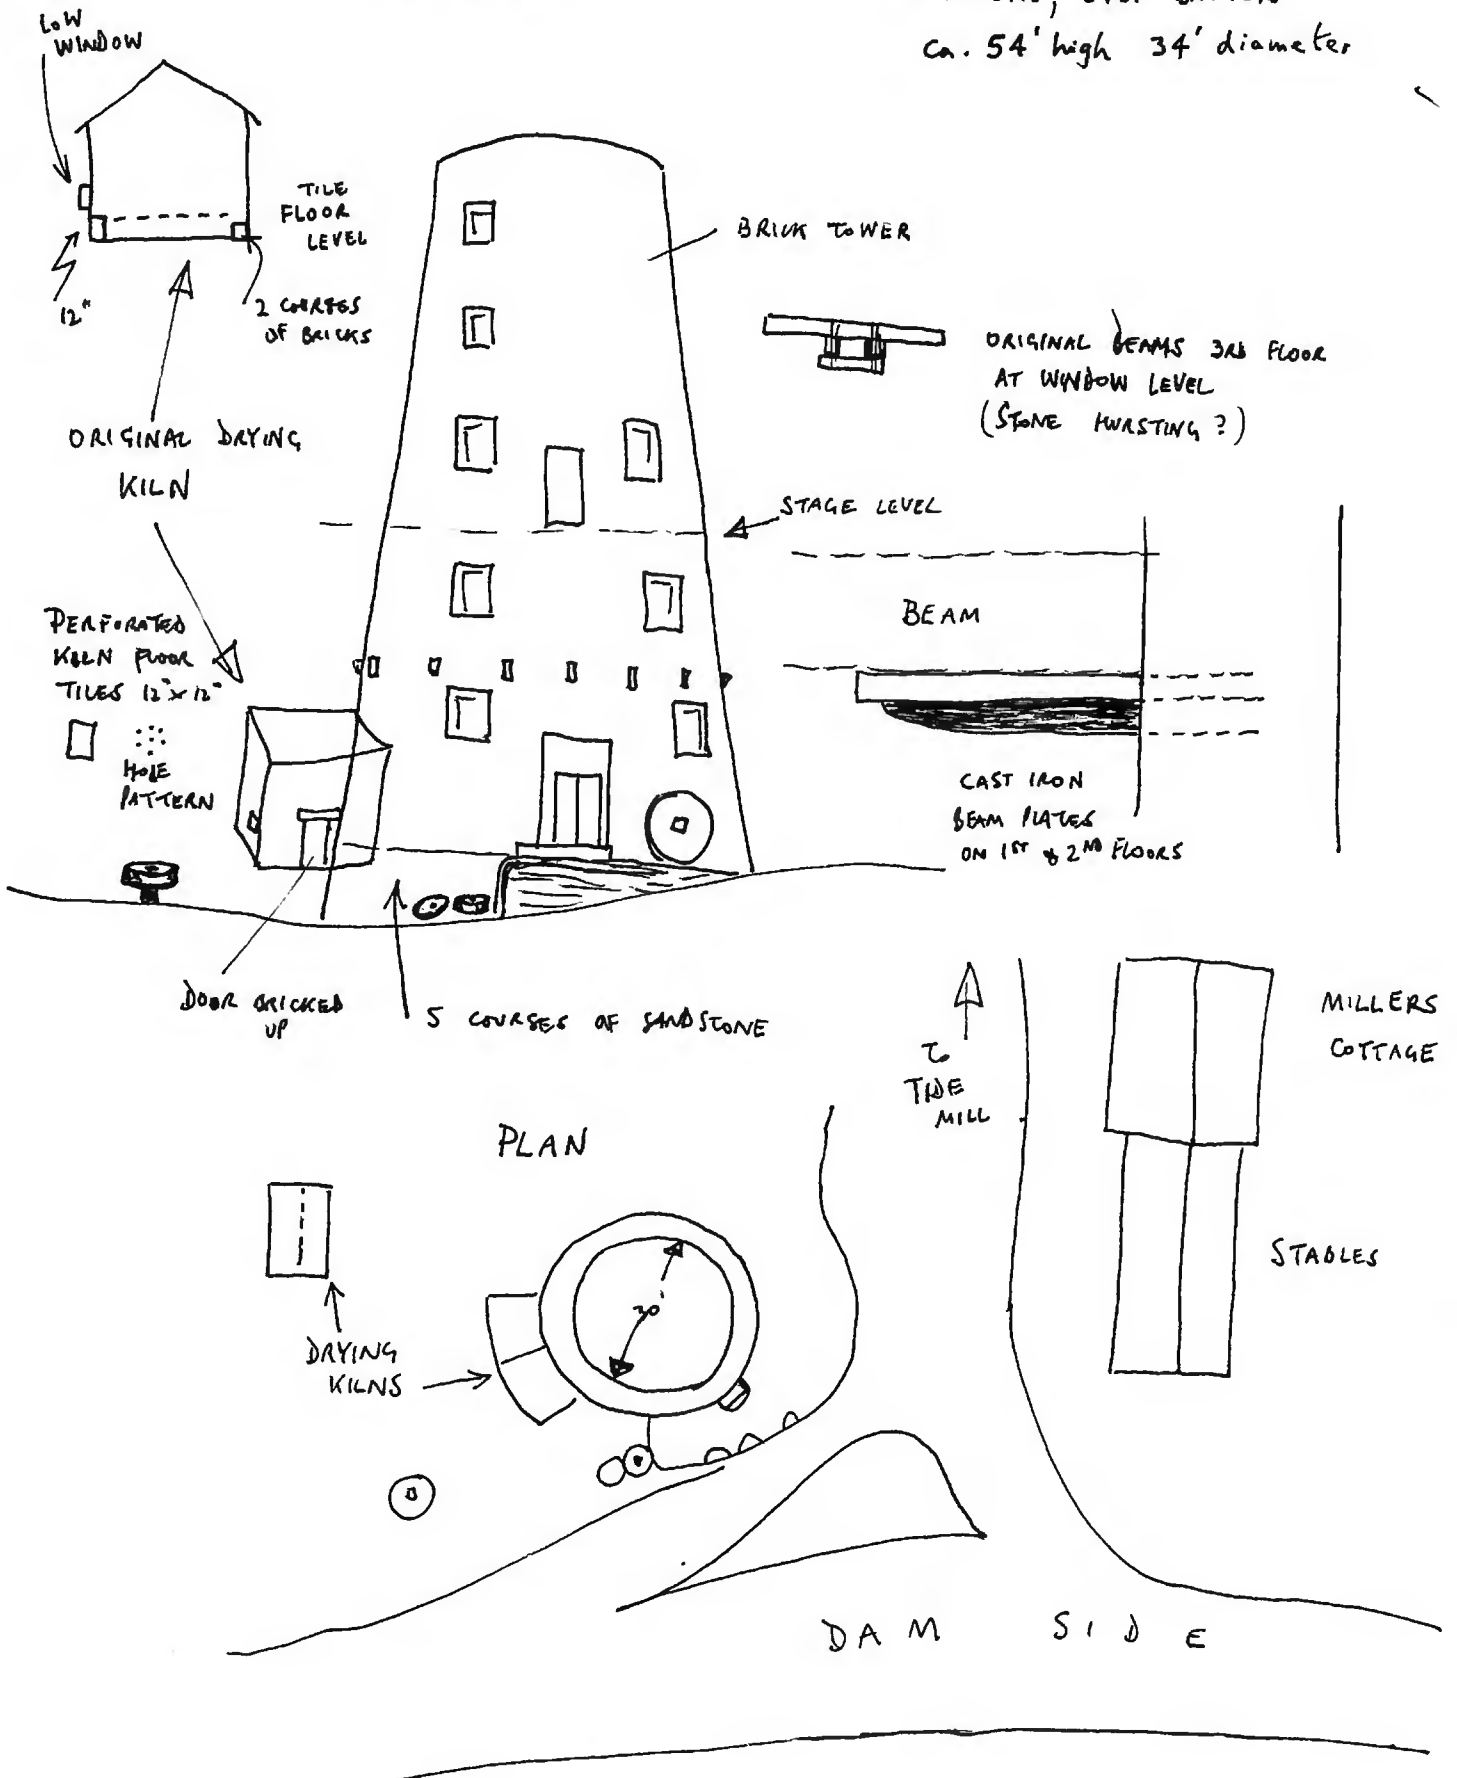 ca. 54' high 34' diameter
LOW
WINDOW
TILE
FLOOR
LEVEL
12"
2 COURSES
OF BRICKS
BRICK TOWER
ORIGINAL BEAMS 3RD FLOOR
AT WINDOW LEVEL
(STONE HURSTING?)
ORIGINAL DRYING
KILN
STAGE LEVEL
BEAM
PERFORATED
KILN FLOOR
TILES 12" x 12"
HOLE
PATTERN
CAST IRON
BEAM PLATES
ON 1ST & 2ND FLOORS
DOOR BRICKED
UP
5 COURSES OF SANDSTONE
TO
TIDE
MILL
MILLERS
COTTAGE
PLAN
STABLES
DRYING
KILNS
DAM SIDE